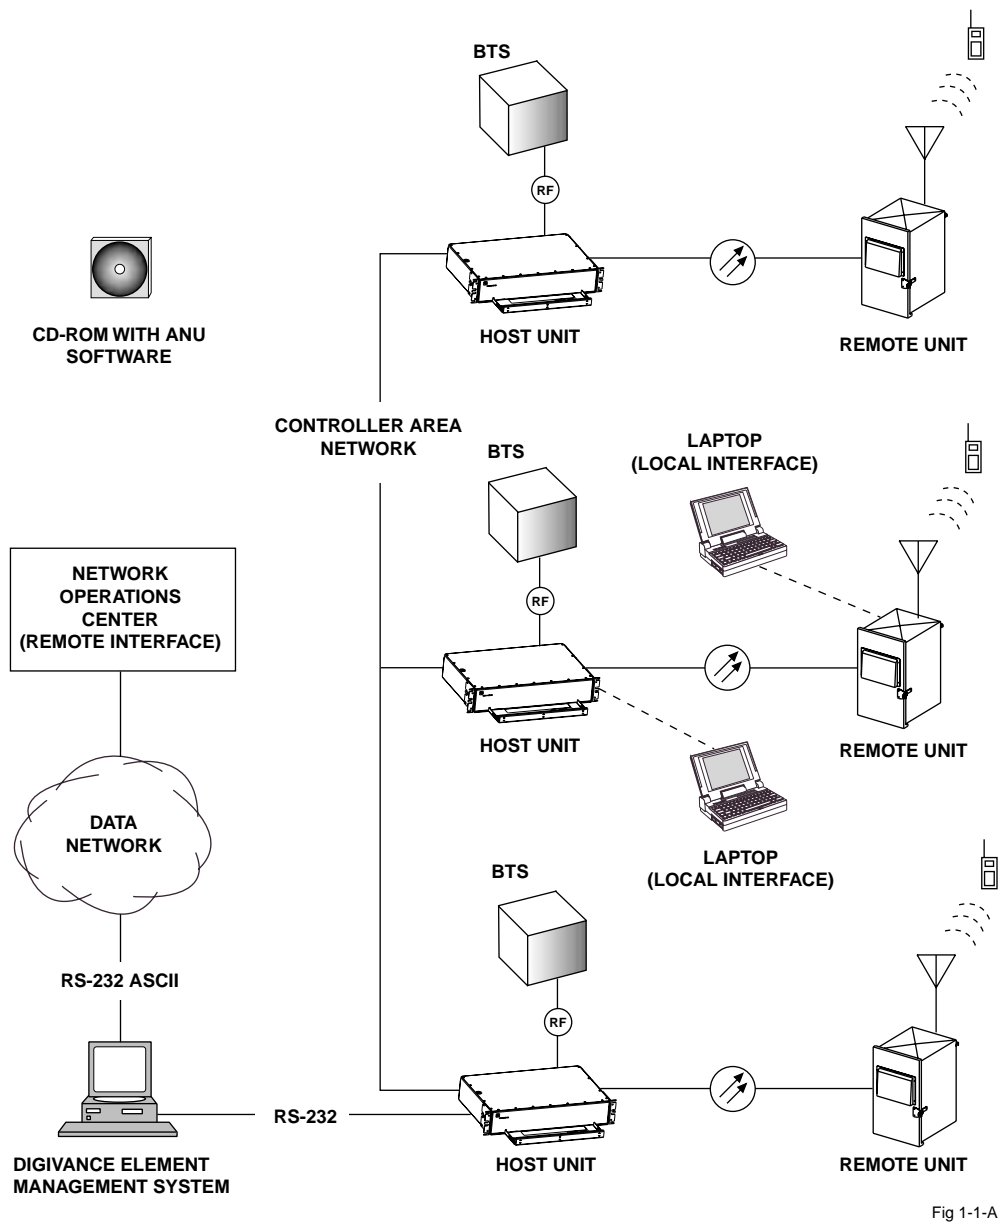 BTS
RF
HOST UNIT
REMOTE UNIT
CD-ROM WITH ANU
SOFTWARE
CONTROLLER AREA
NETWORK
BTS
LAPTOP
(LOCAL INTERFACE)
RF
NETWORK
OPERATIONS
CENTER
(REMOTE INTERFACE)
HOST UNIT
REMOTE UNIT
DATA
NETWORK
LAPTOP
(LOCAL INTERFACE)
BTS
RS-232 ASCII
RF
RS-232
DIGIVANCE ELEMENT
MANAGEMENT SYSTEM
HOST UNIT
REMOTE UNIT
Fig 1-1-A